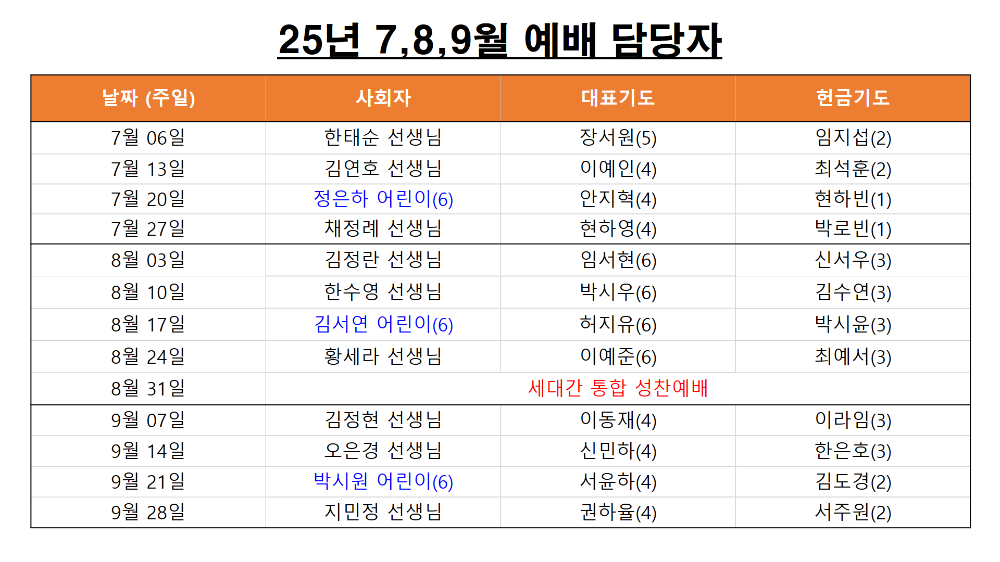 25년 7,8,9월 예배 담당자
날짜 (주일) 사회자 대표기도 헌금기도
7월 06일 한태순 선생님 장서원(5) 임지섭(2)
7월 13일 김연호 선생님 이예인(4) 최석훈(2)
7월 20일 정은하 어린이(6) 안지혁(4) 현하빈(1)
7월 27일 채정례 선생님 현하영(4) 박로빈(1)
8월 03일 김정란 선생님 임서현(6) 신서우(3)
8월 10일 한수영 선생님 박시우(6) 김수연(3)
8월 17일 김서연 어린이(6) 허지유(6) 박시윤(3)
8월 24일 황세라 선생님 이예준(6) 최예서(3)
8월 31일 세대간 통합 성찬예배
9월 07일 김정현 선생님 이동재(4) 이라임(3)
9월 14일 오은경 선생님 신민하(4) 한은호(3)
9월 21일 박시원 어린이(6) 서윤하(4) 김도경(2)
9월 28일 지민정 선생님 권하율(4) 서주원(2)